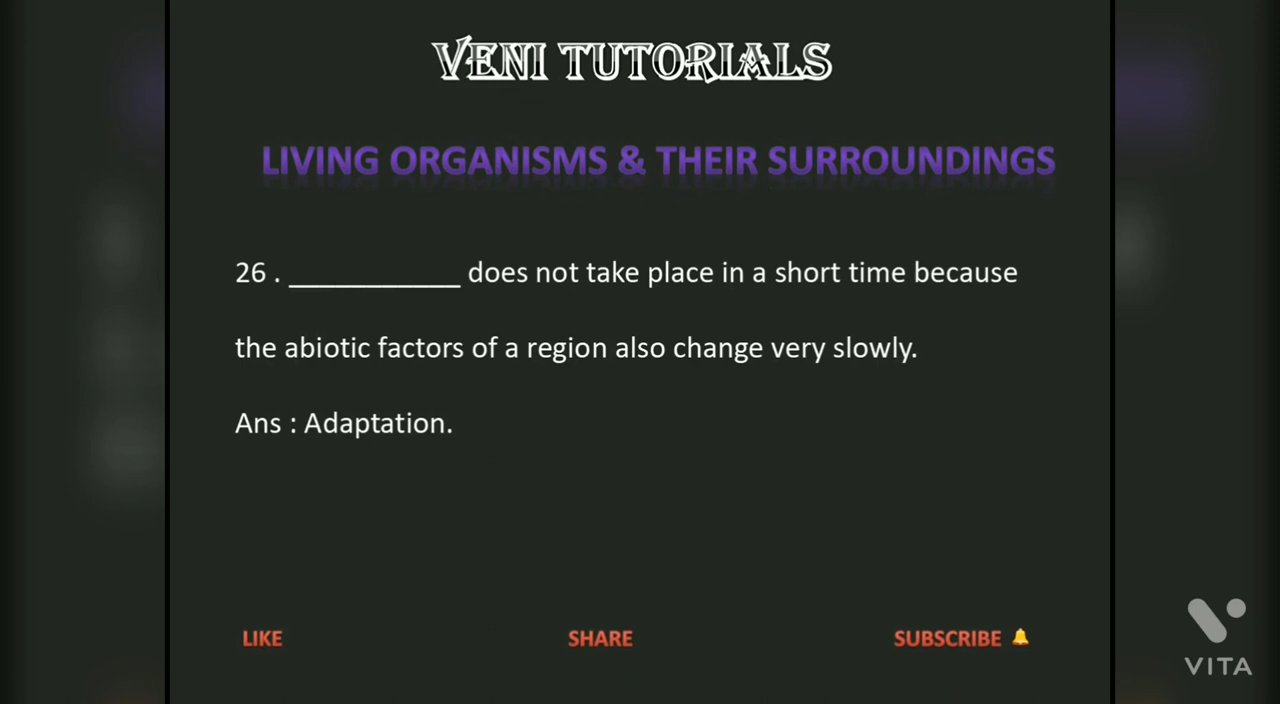 VENI TUTORIALS
LIVING ORGANISMS & THEIR SURROUNDINGS
26 . ___________ does not take place in a short time because
the abiotic factors of a region also change very slowly.
Ans : Adaptation.
LIKE SHARE SUBSCRIBE 🔔
VITA